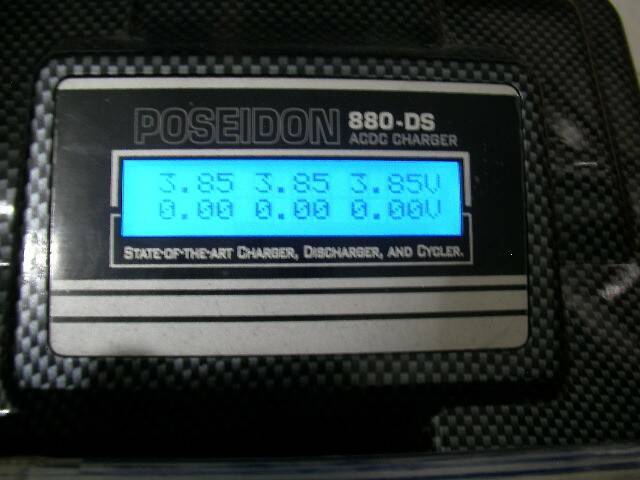 POSEIDON 880-DS
ACDC CHARGER
3.85 3.85 3.85V
0.00 0.00 0.00V
STATE-OF-THE-ART CHARGER, DISCHARGER, AND CYCLER.